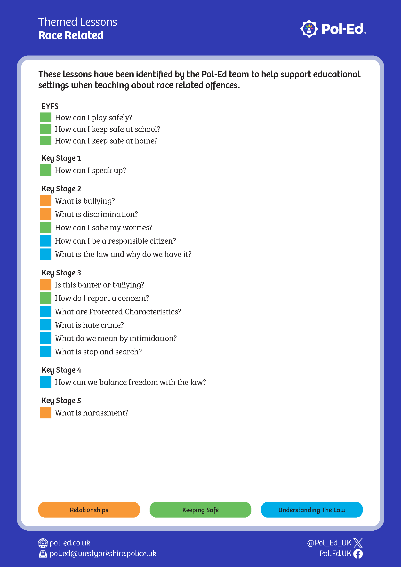 Themed Lessons
Race Related
Pol-Ed.
These lessons have been identified by the Pol-Ed team to help support educational
settings when teaching about race related offences.
EYFS
How can I play safely?
How can I keep safe at school?
How can I keep safe at home?
Key Stage 1
How can I speak up?
Key Stage 2
What is bullying?
What is discrimination?
How can I solve my worries?
How can I be a responsible citizen?
What is the law and why do we have it?
Key Stage 3
Is this banter or bullying?
How do I report a concern?
What are Protected Characteristics?
What is hate crime?
What do we mean by intimidation?
What is stop and search?
Key Stage 4
How can we balance freedom with the law?
Key Stage 5
What is harassment?
Relationships
Keeping Safe
Understanding The Law
pol-ed.co.uk
@Pol_Ed_UK
pol.ed@westyorkshire.police.uk
Pol.Ed.UK